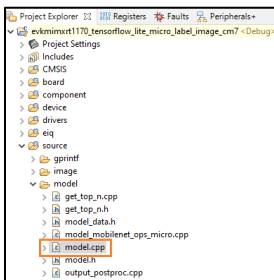 Project Explorer Registers Faults Peripherals+
evkmimxrt1170_tensorflow_lite_micro_label_image_cm7 <Debug>
Project Settings
Includes
CMSIS
board
component
device
drivers
eiq
source
gprintf
image
model
get_top_n.cpp
get_top_n.h
model_data.h
model_mobilenet_ops_micro.cpp
model.cpp
model.h
output_postproc.cpp